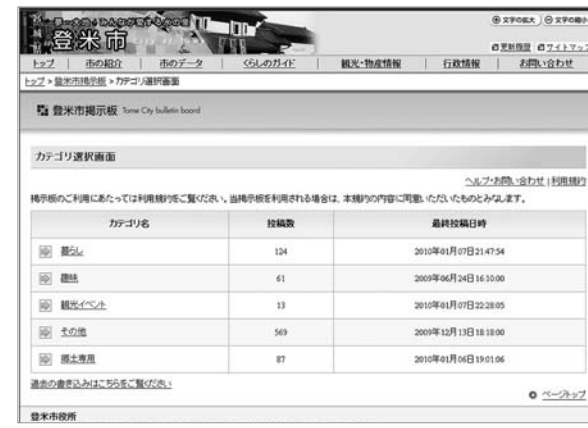 登米市
文字の拡大 文字の縮小
更新履歴 サイトマップ
トップ | 市の紹介 | 市のデータ | くらしのガイド | 観光・物産情報 | 行政情報 | お問い合わせ
トップ > 登米市掲示板 > カテゴリ選択画面
登米市掲示板 Tome City bulletin board
カテゴリ選択画面
ヘルプ・お問い合わせ | 利用規約
掲示板のご利用にあたっては利用規約をご覧ください。当掲示板を利用される場合は、本規約の内容に同意いただいたものとみなします。
カテゴリ名 投稿数 最終投稿日時
暮らし 124 2010年01月07日21:47:54
趣味 61 2009年06月24日16:10:00
観光イベント 13 2010年01月07日22:28:05
その他 569 2009年12月13日18:18:00
郷土専用 87 2010年01月06日19:01:06
過去の書き込みはこちらをご覧ください
ページトップ
登米市役所